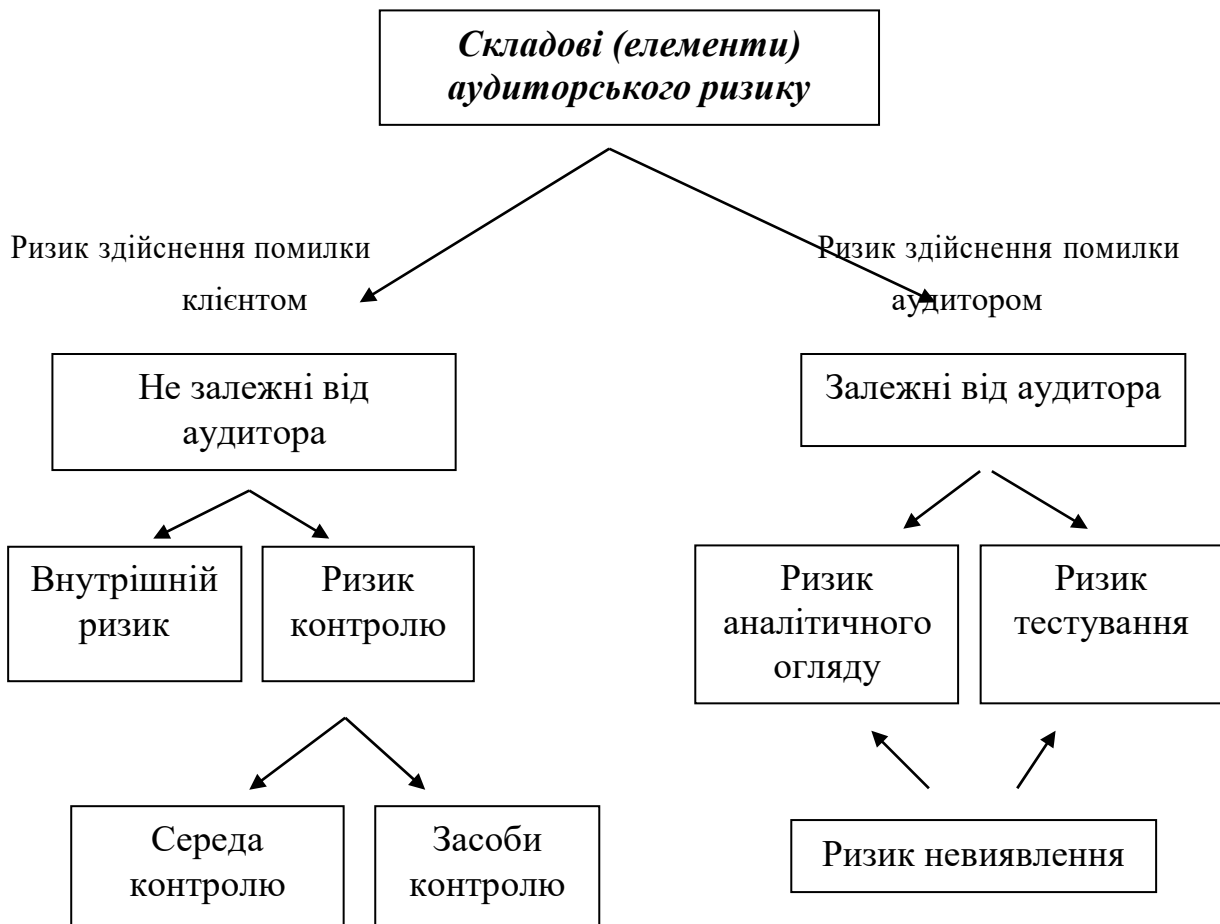 Складові (елементи)
аудиторського ризику
Ризик здійснення помилки
клієнтом
Ризик здійснення помилки
аудитором
Не залежні від
аудитора
Залежні від аудитора
Внутрішній
ризик
Ризик
контролю
Ризик
аналітичного
огляду
Ризик
тестування
Середа
контролю
Засоби
контролю
Ризик невиявлення